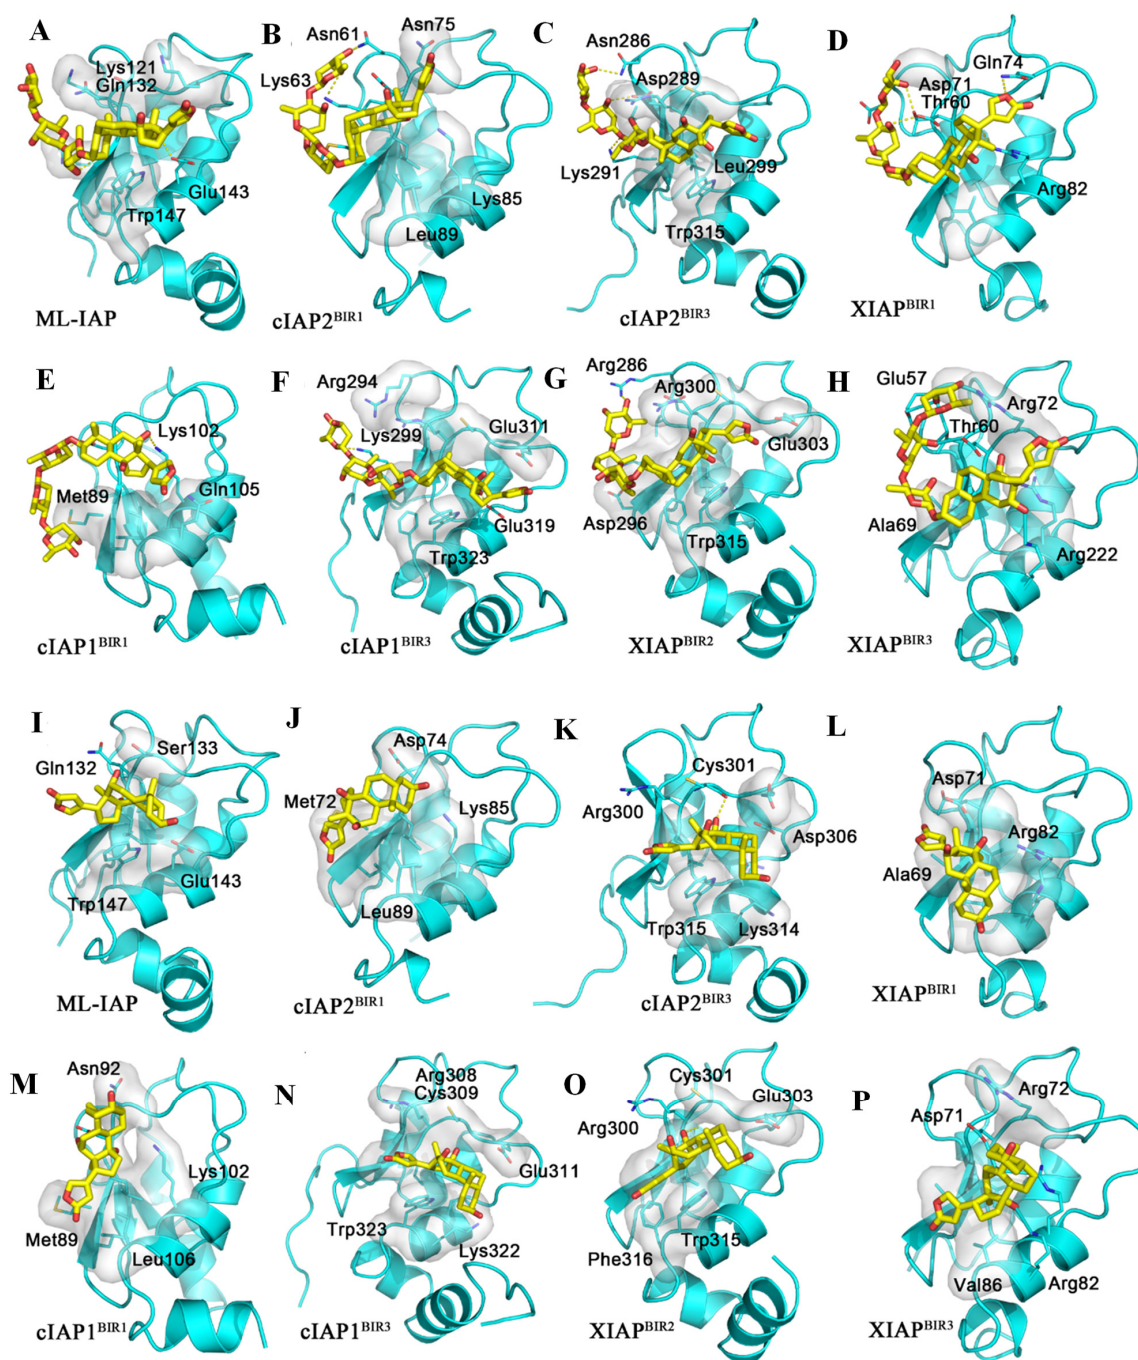 A
Lys121
Gln132
Glu143
Trp147
ML-IAP
B
Asn61
Asn75
Lys63
Lys85
Leu89
cIAP2BIR1
C
Asn286
Asp289
Lys291
Leu299
Trp315
cIAP2BIR3
D
Gln74
Asp71
Thr60
Arg82
XIAPBIR1
E
Lys102
Met89
Gln105
cIAP1BIR1
F
Arg294
Lys299
Glu311
Glu319
Trp323
cIAP1BIR3
G
Arg286
Arg300
Glu303
Asp296
Trp315
XIAPBIR2
H
Glu57
Arg72
Thr60
Ala69
Arg222
XIAPBIR3
I
Ser133
Gln132
Glu143
Trp147
ML-IAP
J
Asp74
Met72
Lys85
Leu89
cIAP2BIR1
K
Cys301
Arg300
Asp306
Trp315
Lys314
cIAP2BIR3
L
Asp71
Arg82
Ala69
XIAPBIR1
M
Asn92
Lys102
Met89
Leu106
cIAP1BIR1
N
Arg308
Cys309
Glu311
Trp323
Lys322
cIAP1BIR3
O
Cys301
Glu303
Arg300
Trp315
Phe316
XIAPBIR2
P
Arg72
Asp71
Val86
Arg82
XIAPBIR3